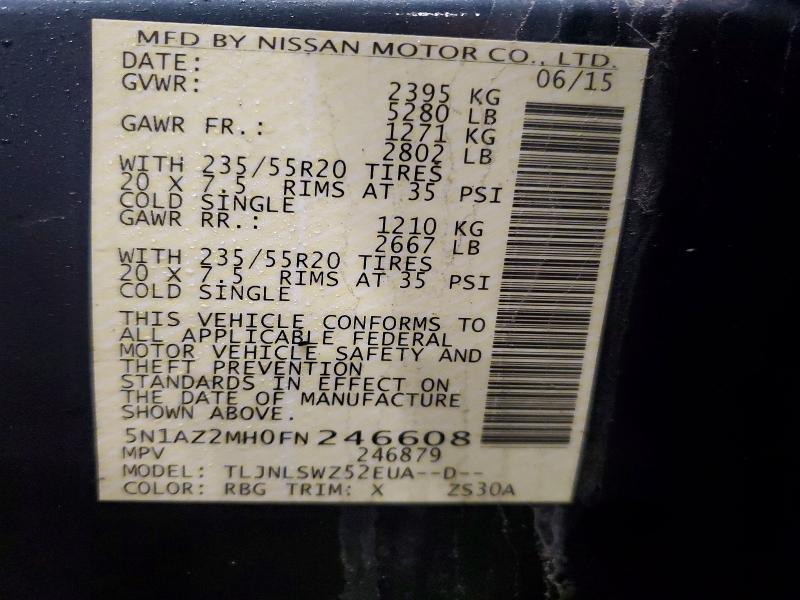 MFD BY NISSAN MOTOR CO., LTD.
DATE: 06/15
GVWR: 2395 KG
5280 LB
GAWR FR.: 1271 KG
2802 LB
WITH 235/55R20 TIRES
20 X 7.5 RIMS AT 35 PSI
COLD SINGLE
GAWR RR.: 1210 KG
2667 LB
WITH 235/55R20 TIRES
20 X 7.5 RIMS AT 35 PSI
COLD SINGLE
THIS VEHICLE CONFORMS TO
ALL APPLICABLE FEDERAL
MOTOR VEHICLE SAFETY AND
THEFT PREVENTION
STANDARDS IN EFFECT ON
THE DATE OF MANUFACTURE
SHOWN ABOVE.
5N1AZ2MH0FN246608
MPV 246879
MODEL: TLJNLSWZ52EUA--D--
COLOR: RBG TRIM: X ZS30A